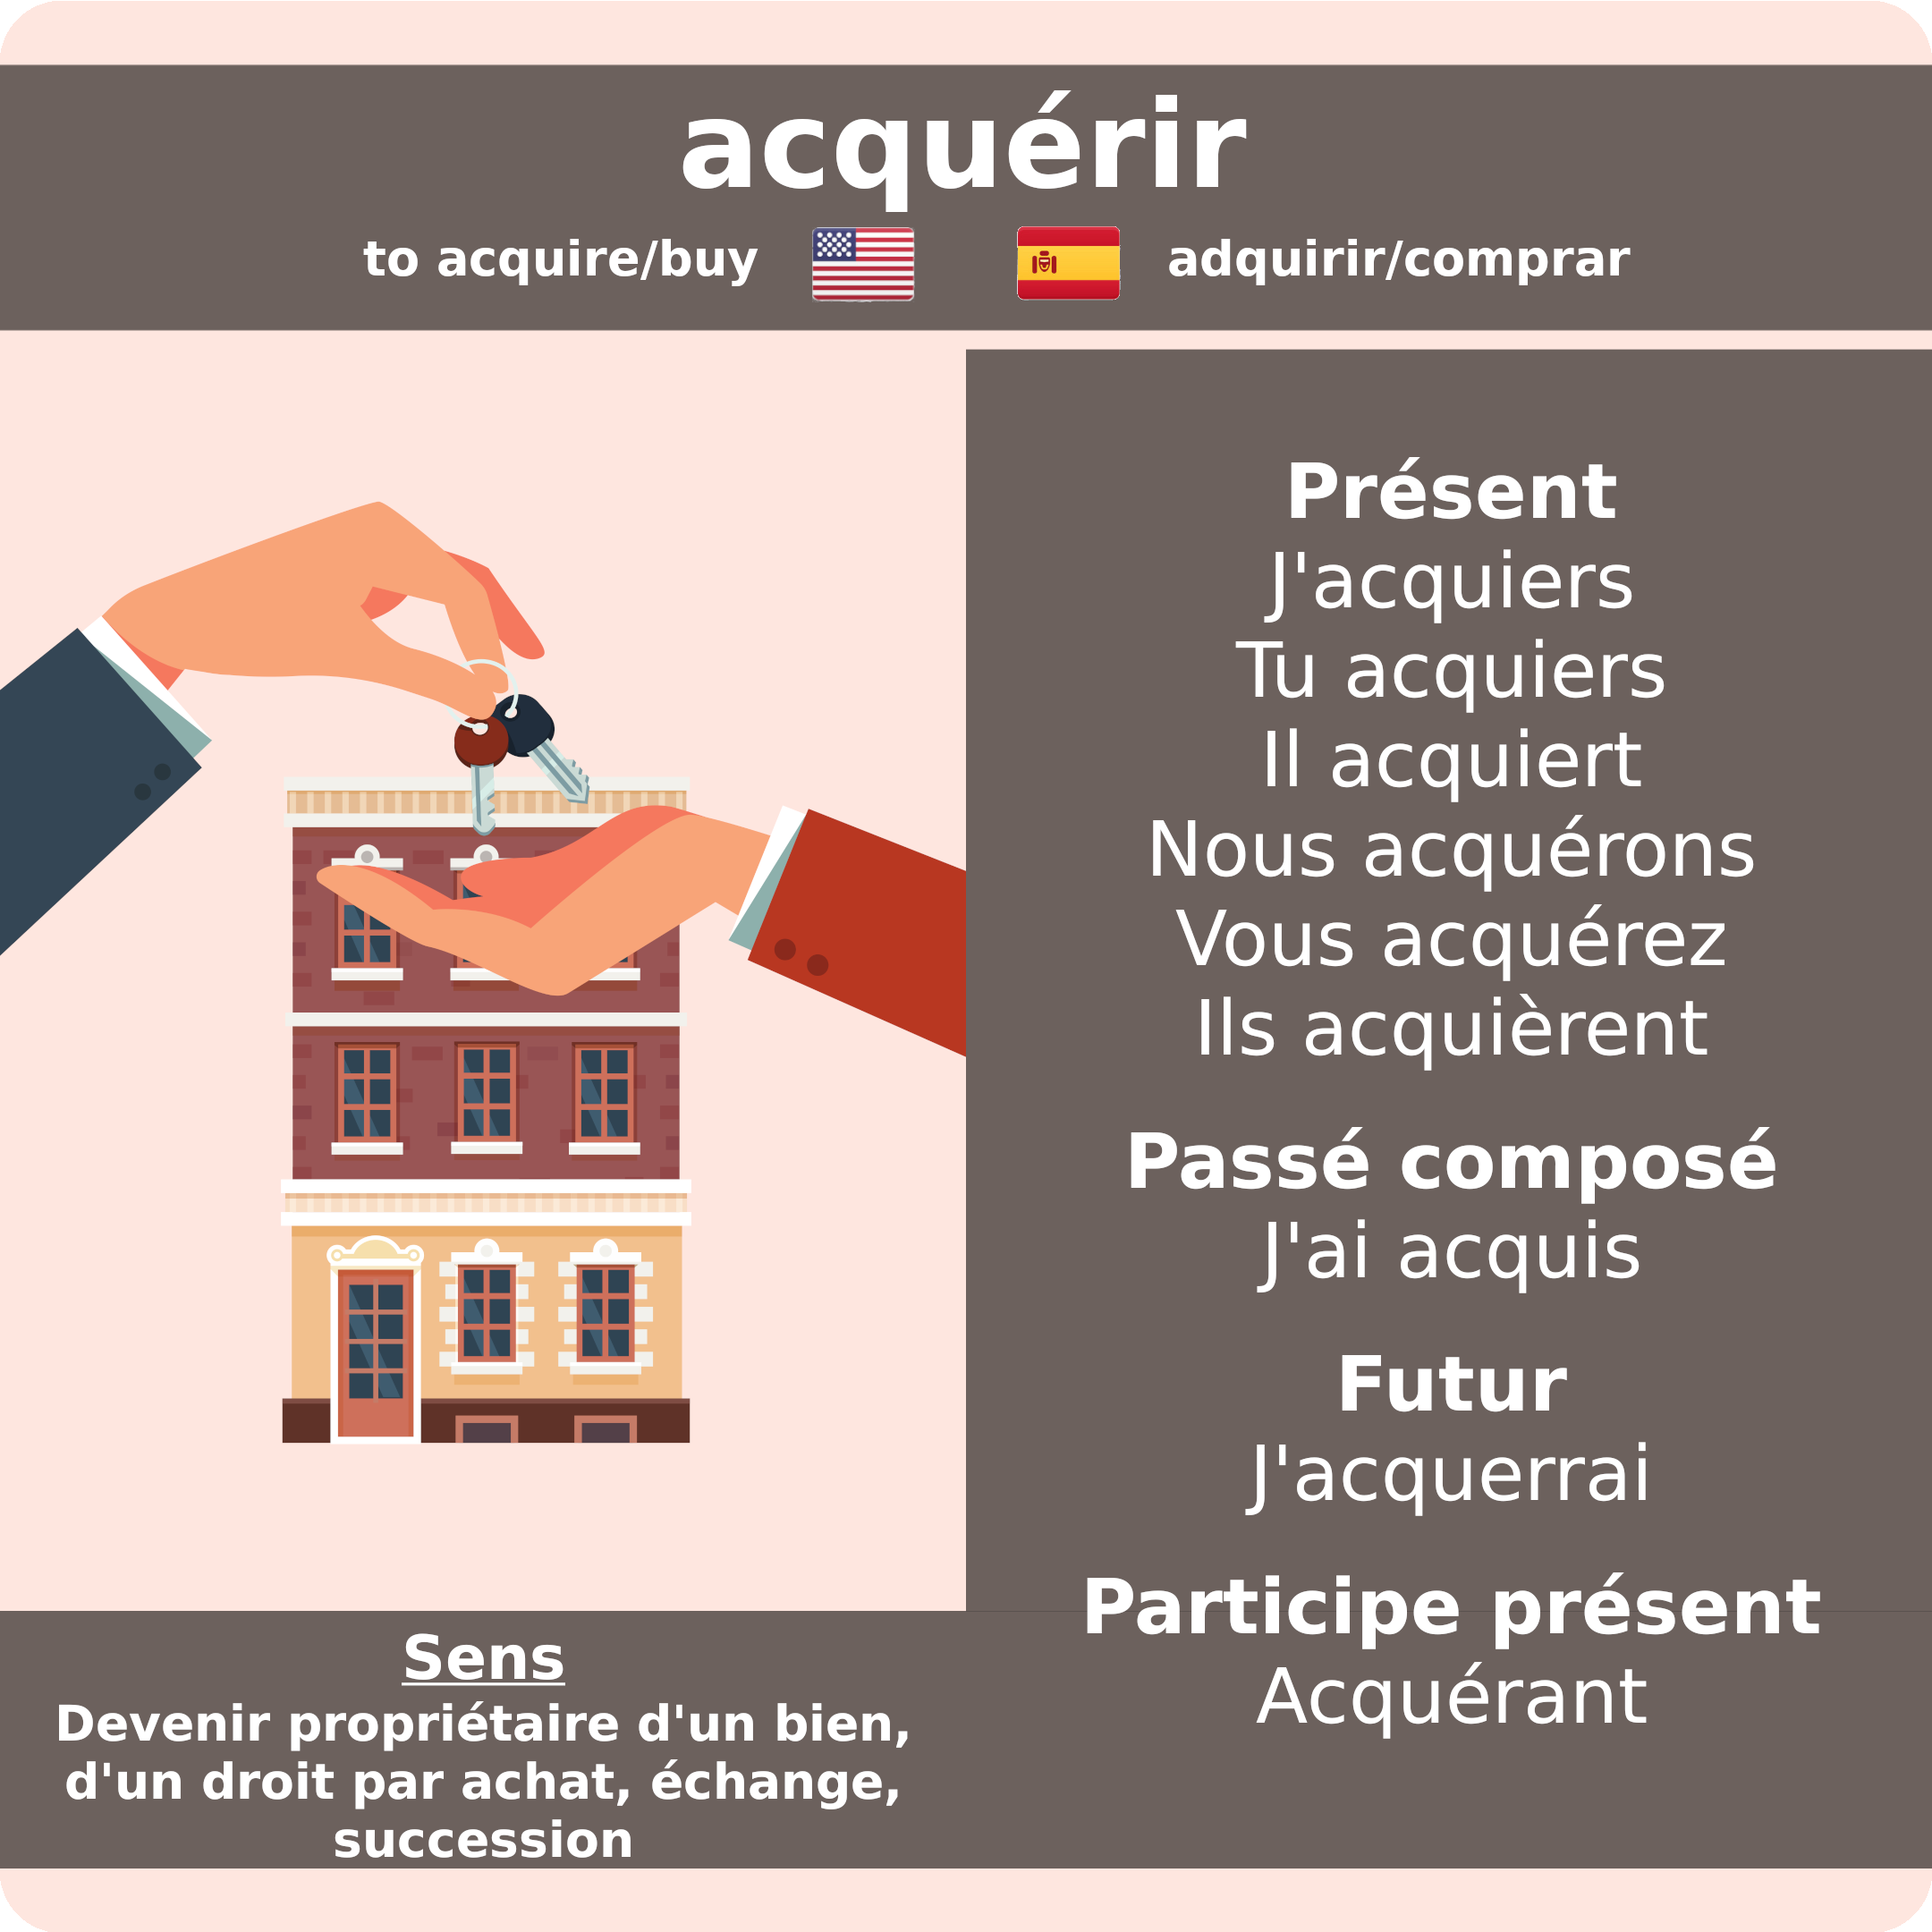 acquérir
to acquire/buy
adquirir/comprar
Présent
J'acquiers
Tu acquiers
Il acquiert
Nous acquérons
Vous acquérez
Ils acquièrent
Passé composé
J'ai acquis
Futur
J'acquerrai
Participe présent
Acquérant
Sens
Devenir propriétaire d'un bien,
d'un droit par achat, échange,
succession